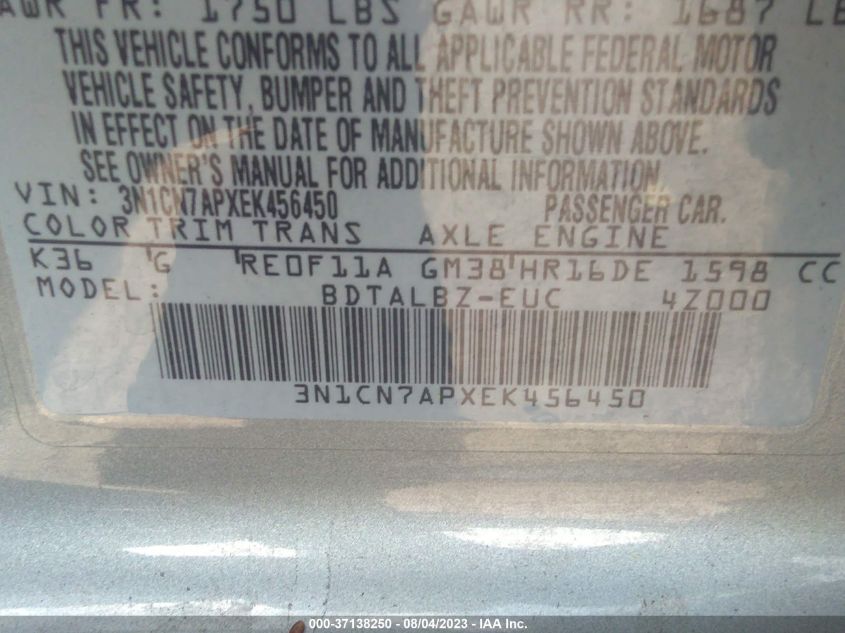 GAWR FR: 1750 LBS GAWR RR: 1687 LB
THIS VEHICLE CONFORMS TO ALL APPLICABLE FEDERAL MOTOR
VEHICLE SAFETY, BUMPER AND THEFT PREVENTION STANDARDS
IN EFFECT ON THE DATE OF MANUFACTURE SHOWN ABOVE.
SEE OWNER'S MANUAL FOR ADDITIONAL INFORMATION
VIN: 3N1CN7APXEK456450 PASSENGER CAR.
COLOR TRIM TRANS AXLE ENGINE
K36 G RE0F11A GM38 HR16DE 1598 CC
MODEL: BDTALBZ-EUC 4Z000
3N1CN7APXEK456450
000-37138250 - 08/04/2023 - IAA Inc.